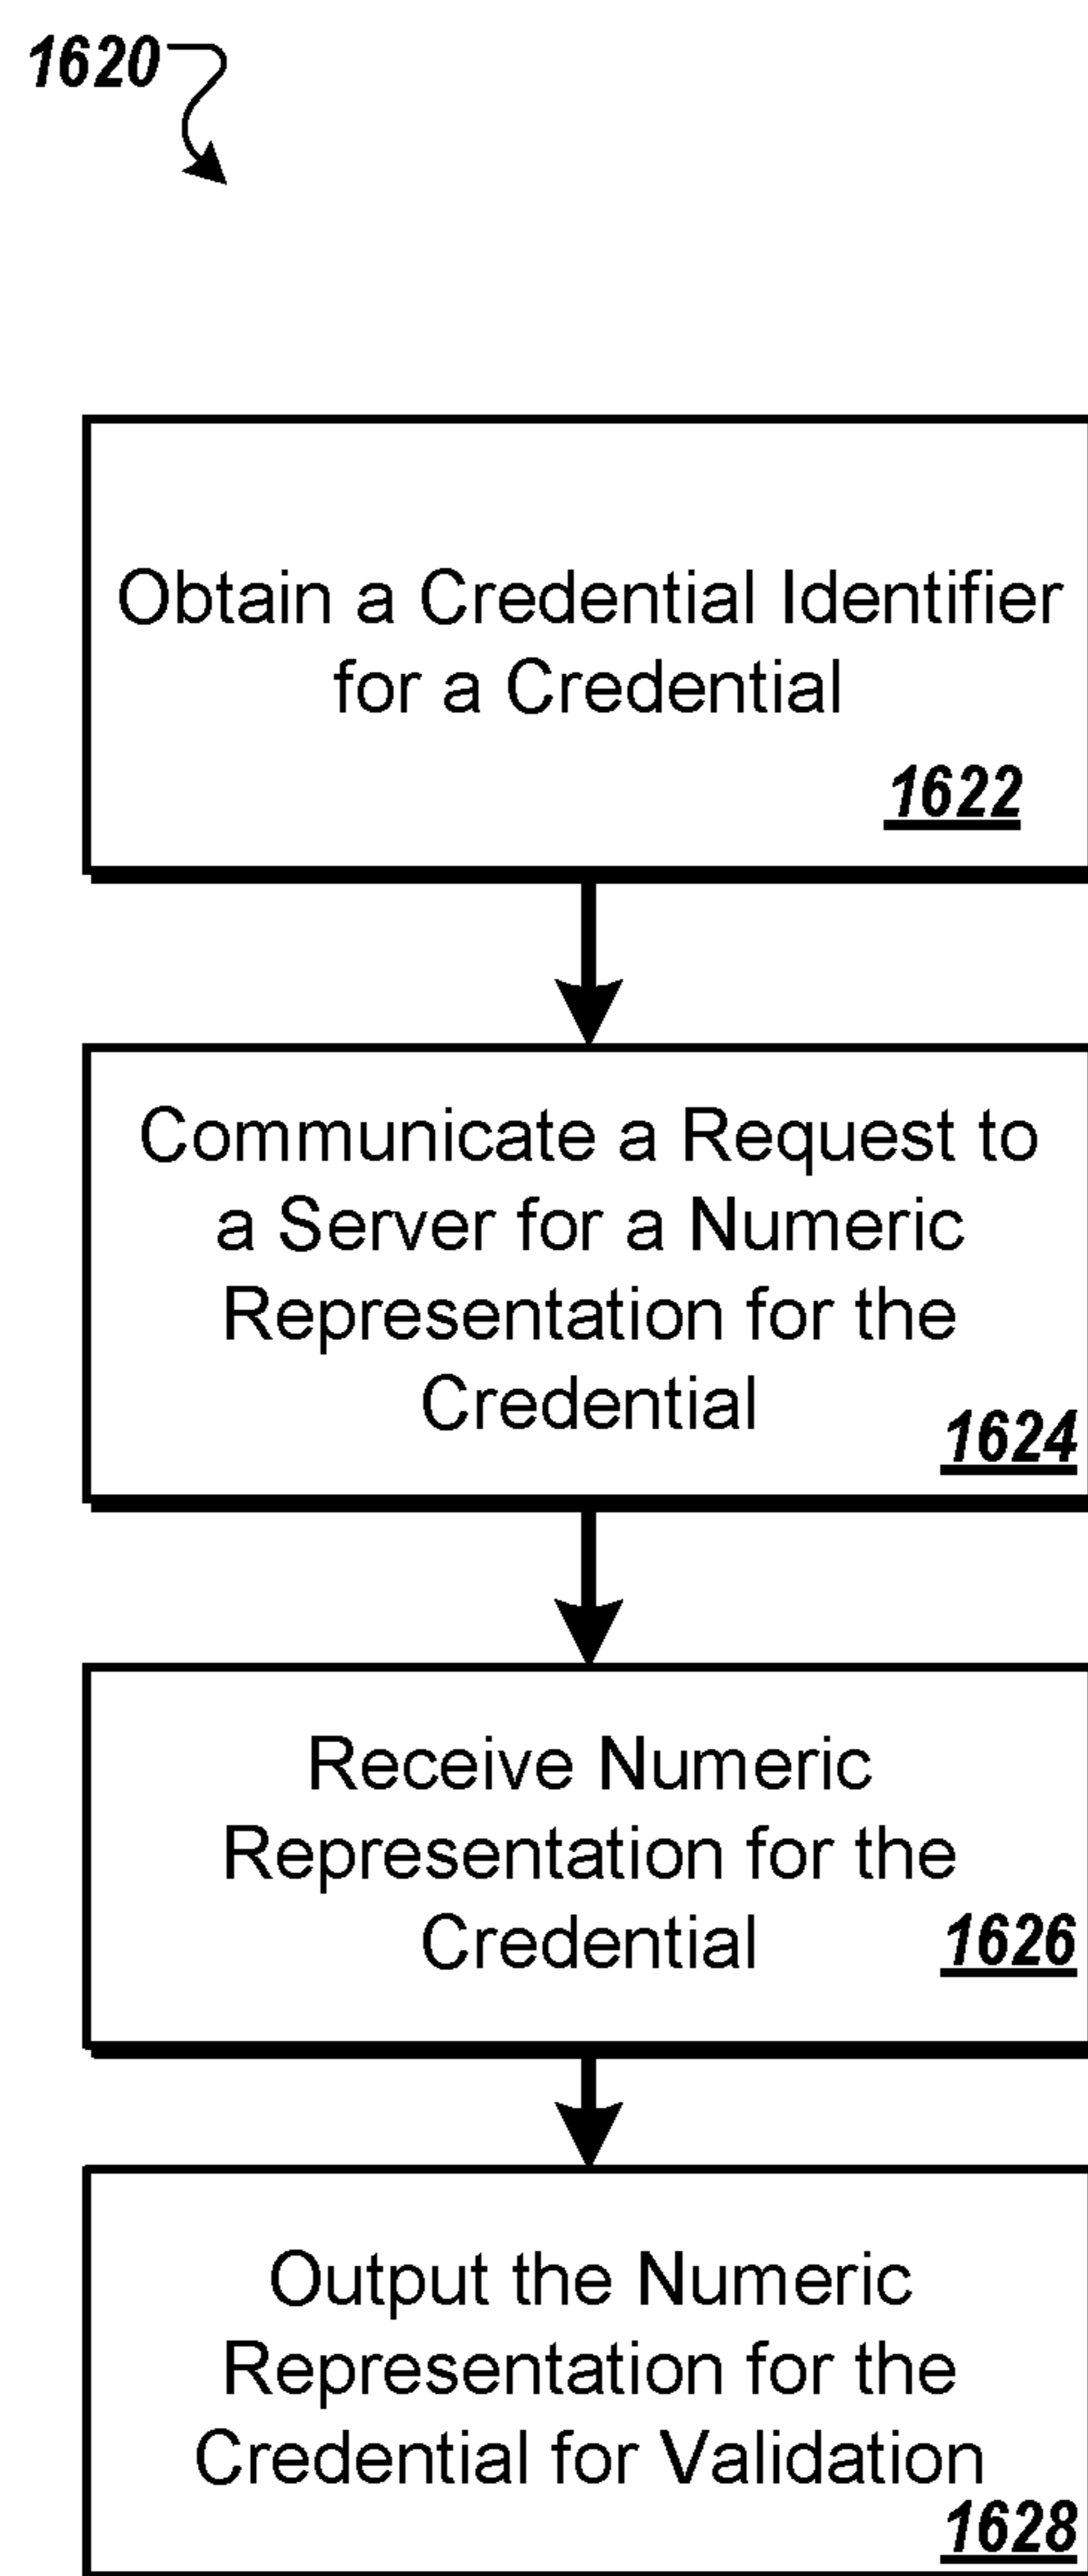 1620
Obtain a Credential Identifier
for a Credential
1622
Communicate a Request to
a Server for a Numeric
Representation for the
Credential
1624
Receive Numeric
Representation for the
Credential
1626
Output the Numeric
Representation for the
Credential for Validation
1628